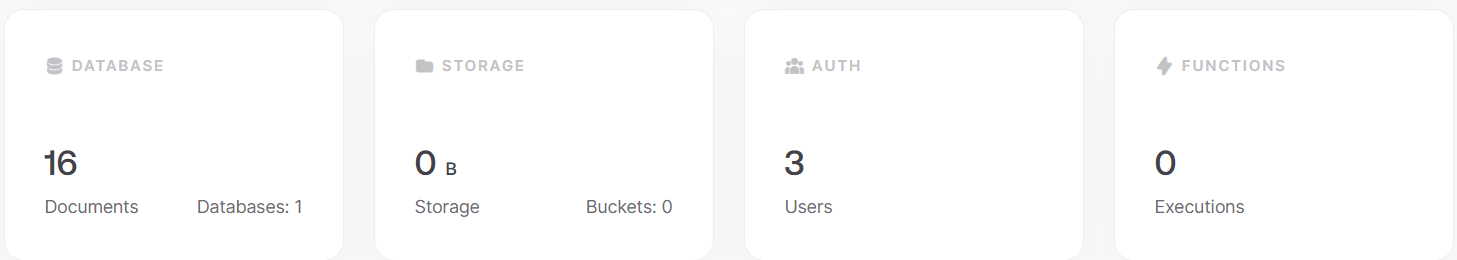 DATABASE
16
Documents Databases: 1
STORAGE
0 B
Storage Buckets: 0
AUTH
3
Users
FUNCTIONS
0
Executions